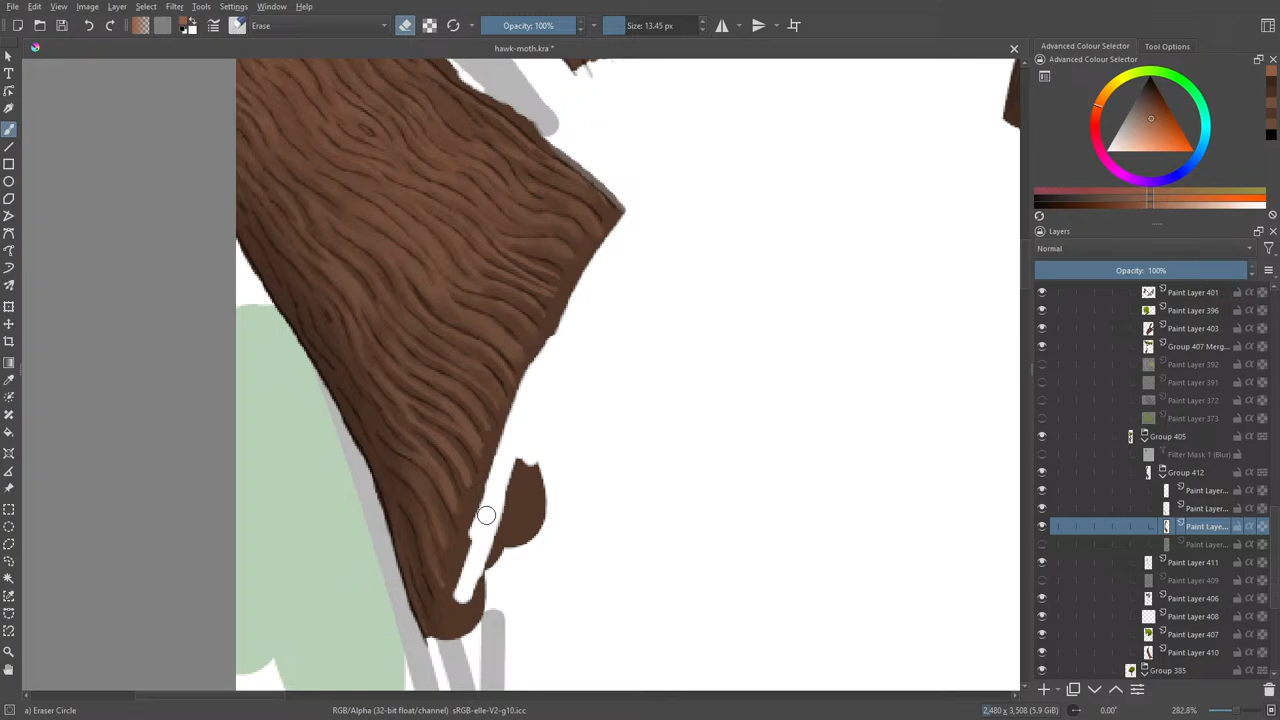 File Edit View Image Layer Select Filter Tools Settings Window Help
Erase Opacity: 100% Size: 13.45 px
hawk-moth.kra *
Advanced Colour Selector Tool Options
Advanced Colour Selector
Layers
Normal
Opacity: 100%
Paint Layer 401
Paint Layer 396
Paint Layer 403
Group 407 Merg...
Paint Layer 392
Paint Layer 391
Paint Layer 372
Paint Layer 373
Group 405
Filter Mask 1 (Blur)
Group 412
Paint Layer...
Paint Layer...
Paint Laye...
Paint Layer...
Paint Layer 411
Paint Layer 409
Paint Layer 406
Paint Layer 408
Paint Layer 407
Paint Layer 410
Group 385
a) Eraser Circle RGB/Alpha (32-bit float/channel) sRGB-elle-V2-g10.icc 2,480 x 3,508 (5.9 GiB) 0.00° 282.8%